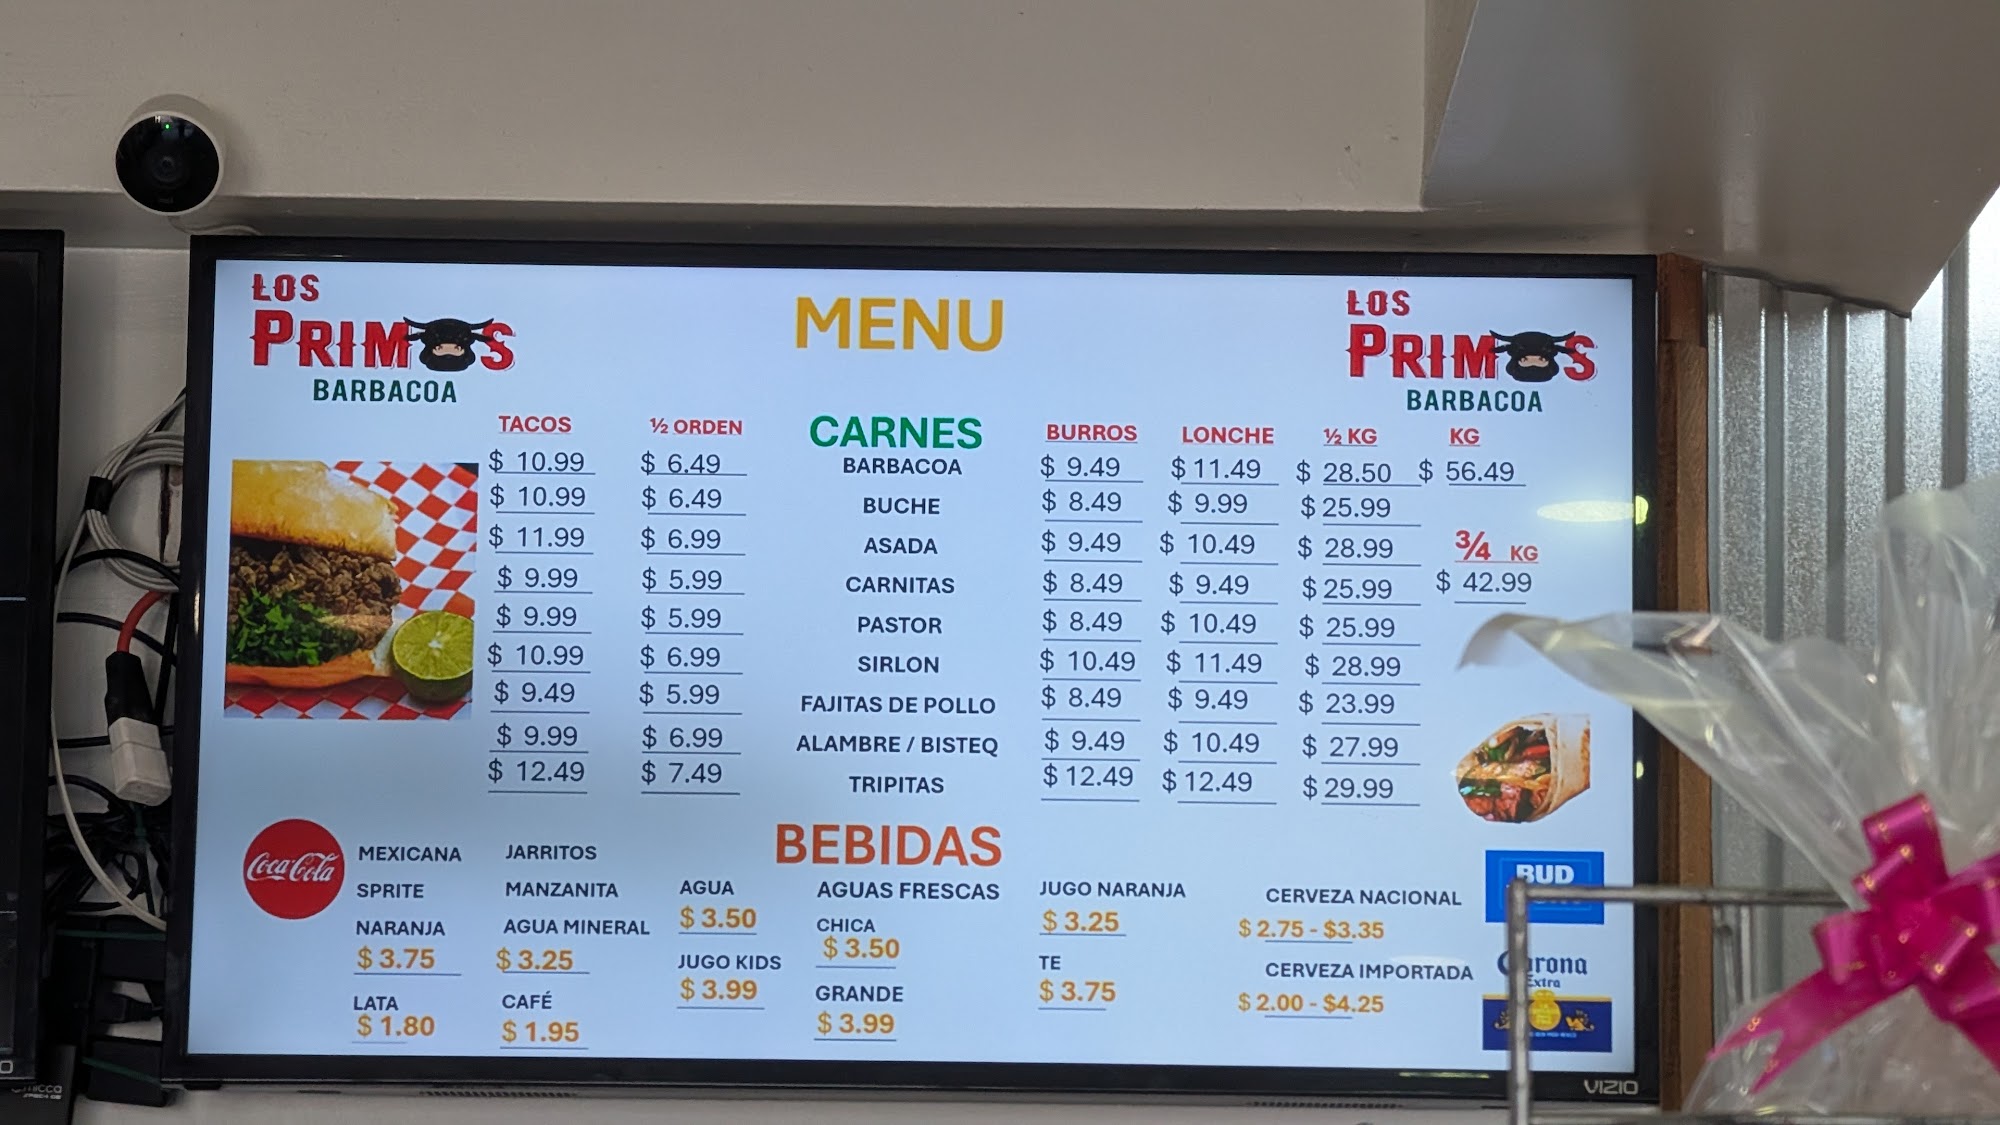 ŁOS
PRIMOS
BARBACOA
MENU
ŁOS
PRIMOS
BARBACOA
TACOS ½ ORDEN CARNES BURROS LONCHE ½ KG KG
$ 10.99 $ 6.49 BARBACOA $ 9.49 $ 11.49 $ 28.50 $ 56.49
$ 10.99 $ 6.49 BUCHE $ 8.49 $ 9.99 $ 25.99
$ 11.99 $ 6.99 ASADA $ 9.49 $ 10.49 $ 28.99 ¾ KG
$ 9.99 $ 5.99 CARNITAS $ 8.49 $ 9.49 $ 25.99 $ 42.99
$ 9.99 $ 5.99 PASTOR $ 8.49 $ 10.49 $ 25.99
$ 10.99 $ 6.99 SIRLON $ 10.49 $ 11.49 $ 28.99
$ 9.49 $ 5.99 FAJITAS DE POLLO $ 8.49 $ 9.49 $ 23.99
$ 9.99 $ 6.99 ALAMBRE / BISTEQ $ 9.49 $ 10.49 $ 27.99
$ 12.49 $ 7.49 TRIPITAS $ 12.49 $ 12.49 $ 29.99
BEBIDAS
Coca-Cola
MEXICANA
SPRITE
NARANJA
$ 3.75
LATA
$ 1.80
JARRITOS
MANZANITA
AGUA MINERAL
$ 3.25
CAFÉ
$ 1.95
AGUA
$ 3.50
JUGO KIDS
$ 3.99
AGUAS FRESCAS
CHICA
$ 3.50
GRANDE
$ 3.99
JUGO NARANJA
$ 3.25
TE
$ 3.75
CERVEZA NACIONAL
$ 2.75 - $3.35
CERVEZA IMPORTADA
$ 2.00 - $4.25
BUD
Corona
Extra
VIZIO